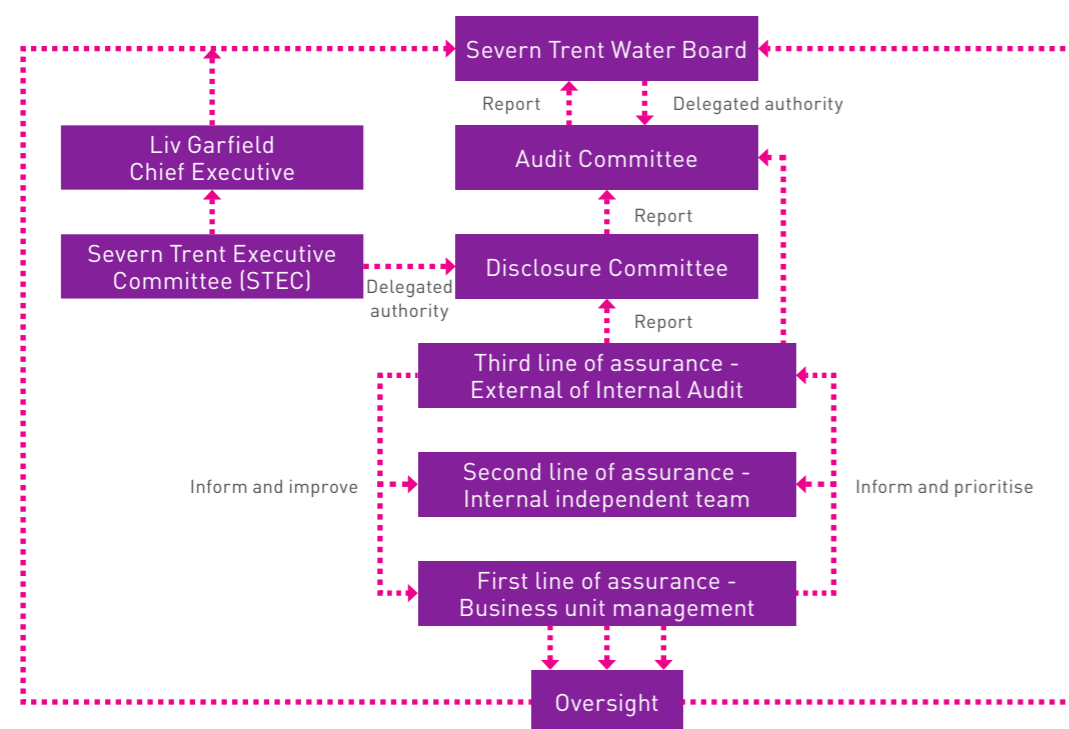 Severn Trent Water Board
Report
Delegated authority
Liv Garfield
Chief Executive
Audit Committee
Report
Severn Trent Executive
Committee (STEC)
Delegated
authority
Disclosure Committee
Report
Third line of assurance -
External of Internal Audit
Inform and improve
Second line of assurance -
Internal independent team
Inform and prioritise
First line of assurance -
Business unit management
Oversight